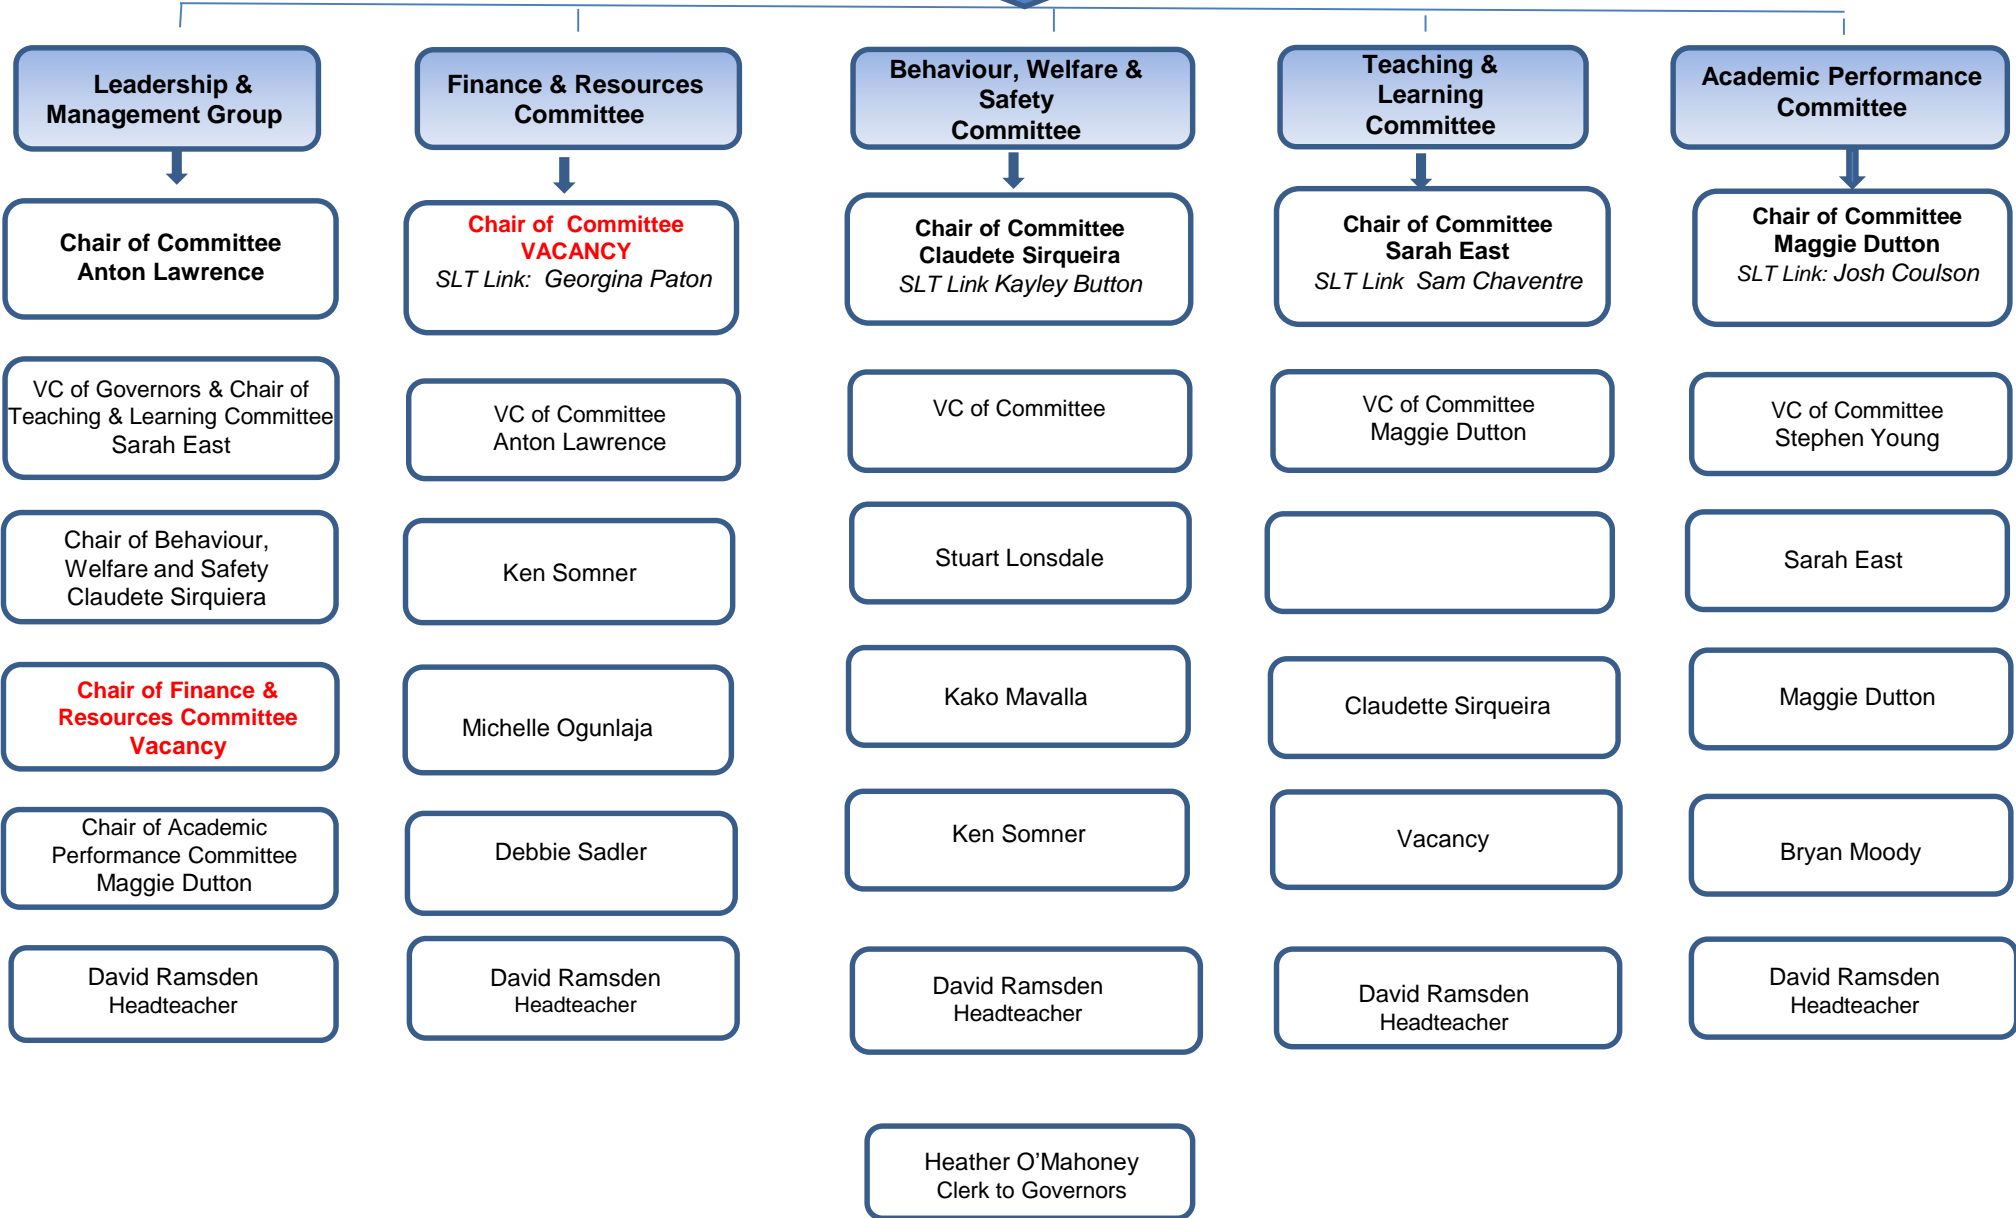 Leadership &
Management Group
Chair of Committee
Anton Lawrence
VC of Governors & Chair of
Teaching & Learning Committee
Sarah East
Chair of Behaviour,
Welfare and Safety
Claudete Sirquiera
Chair of Finance &
Resources Committee
Vacancy
Chair of Academic
Performance Committee
Maggie Dutton
David Ramsden
Headteacher
Finance & Resources
Committee
Chair of Committee
VACANCY
SLT Link: Georgina Paton
VC of Committee
Anton Lawrence
Ken Somner
Michelle Ogunlaja
Debbie Sadler
David Ramsden
Headteacher
Behaviour, Welfare &
Safety
Committee
Chair of Committee
Claudete Sirqueira
SLT Link Kayley Button
VC of Committee
Stuart Lonsdale
Kako Mavalla
Ken Somner
David Ramsden
Headteacher
Teaching &
Learning
Committee
Chair of Committee
Sarah East
SLT Link Sam Chaventre
VC of Committee
Maggie Dutton
Claudette Sirqueira
Vacancy
David Ramsden
Headteacher
Academic Performance
Committee
Chair of Committee
Maggie Dutton
SLT Link: Josh Coulson
VC of Committee
Stephen Young
Sarah East
Maggie Dutton
Bryan Moody
David Ramsden
Headteacher
Heather O’Mahoney
Clerk to Governors